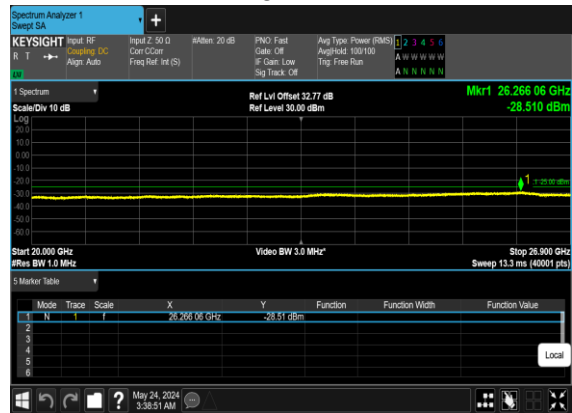 Spectrum Analyzer 1
Swept SA
+
KEYSIGHT Input: RF Input Z: 50 Ω #Atten: 20 dB PNO: Fast Avg Type: Power (RMS) 1 2 3 4 5 6
R T Coupling: DC Corr CCorr Gate: Off Avg|Hold: 100/100 A W W W W W
Align: Auto Freq Ref: Int (S) IF Gain: Low Trig: Free Run
Sig Track: Off A N N N N N
LW
1 Spectrum Ref Lvl Offset 32.77 dB Mkr1 26.266 06 GHz
Scale/Div 10 dB Ref Level 30.00 dBm -28.510 dBm
Log
20.0
10.0
0.00
-10.0
-20.0
1
-25.00 dBm
-30.0
-40.0
-50.0
-60.0
Start 20.000 GHz Video BW 3.0 MHz* Stop 26.900 GHz
#Res BW 1.0 MHz Sweep 13.3 ms (40001 pts)
5 Marker Table
Mode Trace Scale X Y Function Function Width Function Value
1 N 1 f 26.266 06 GHz -28.51 dBm
2
3
4
5
6
Local
? May 24, 2024
3:38:51 AM